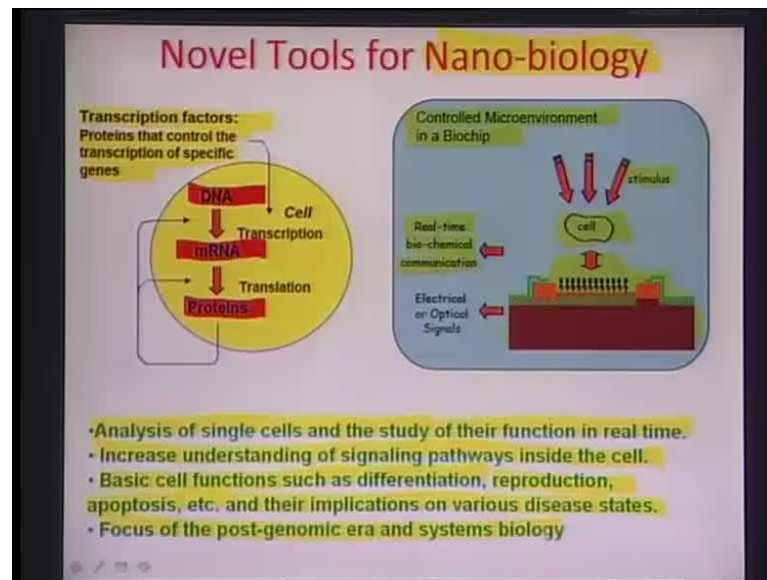 Novel Tools for Nano-biology
Transcription factors:
Proteins that control the
transcription of specific
genes
DNA
Cell
Transcription
mRNA
Translation
Proteins
Controlled Microenvironment
in a Biochip
stimulus
cell
Real-time
bio-chemical
communication
Electrical
or Optical
Signals
•Analysis of single cells and the study of their function in real time.
• Increase understanding of signaling pathways inside the cell.
• Basic cell functions such as differentiation, reproduction,
apoptosis, etc. and their implications on various disease states.
• Focus of the post-genomic era and systems biology